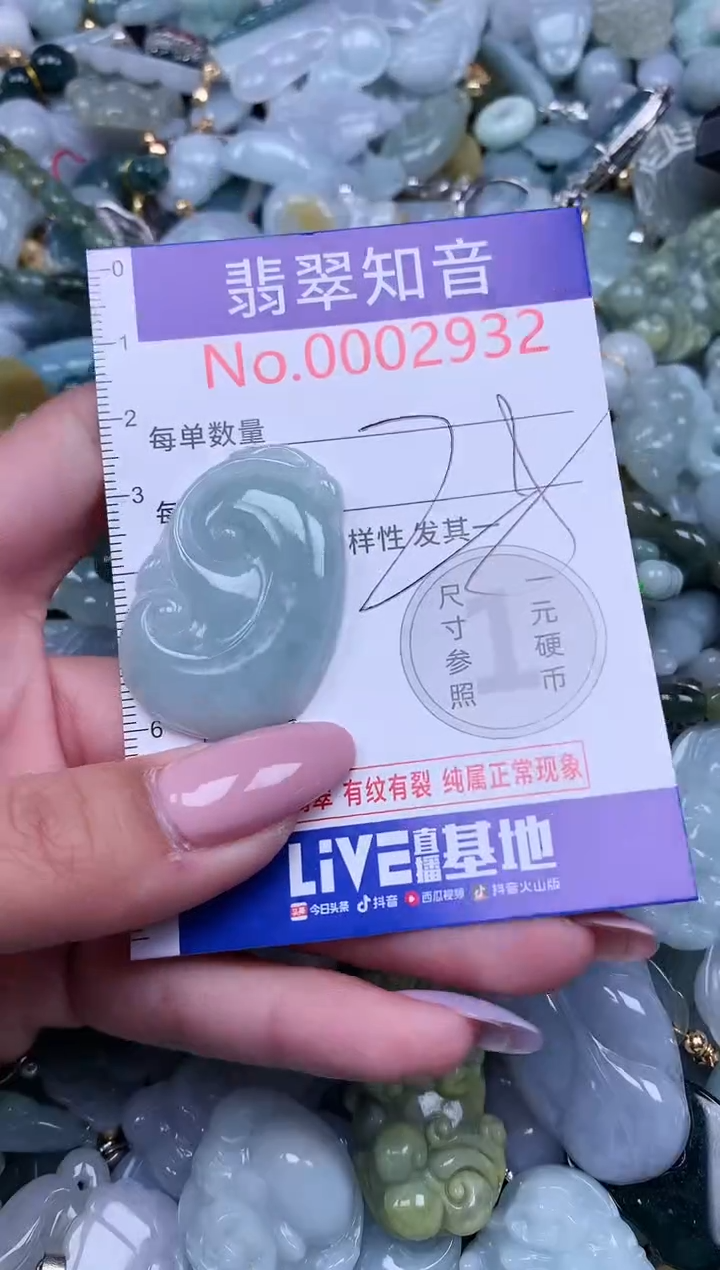 翡翠知音
No.0002932
0
1
2
3
6
每单数量
每
样性 发其一
尺寸参照
1
一元硬币
翠 有纹有裂 纯属正常现象
LiVE直播基地
今日头条 抖音 西瓜视频 抖音火山版